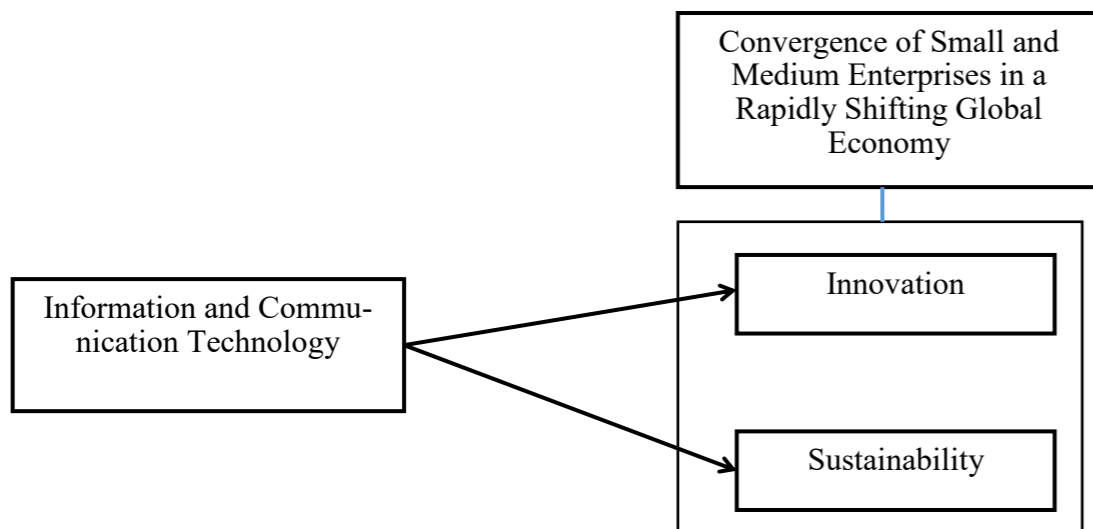 Convergence of Small and
Medium Enterprises in a
Rapidly Shifting Global
Economy
Information and Commu-
nication Technology
Innovation
Sustainability